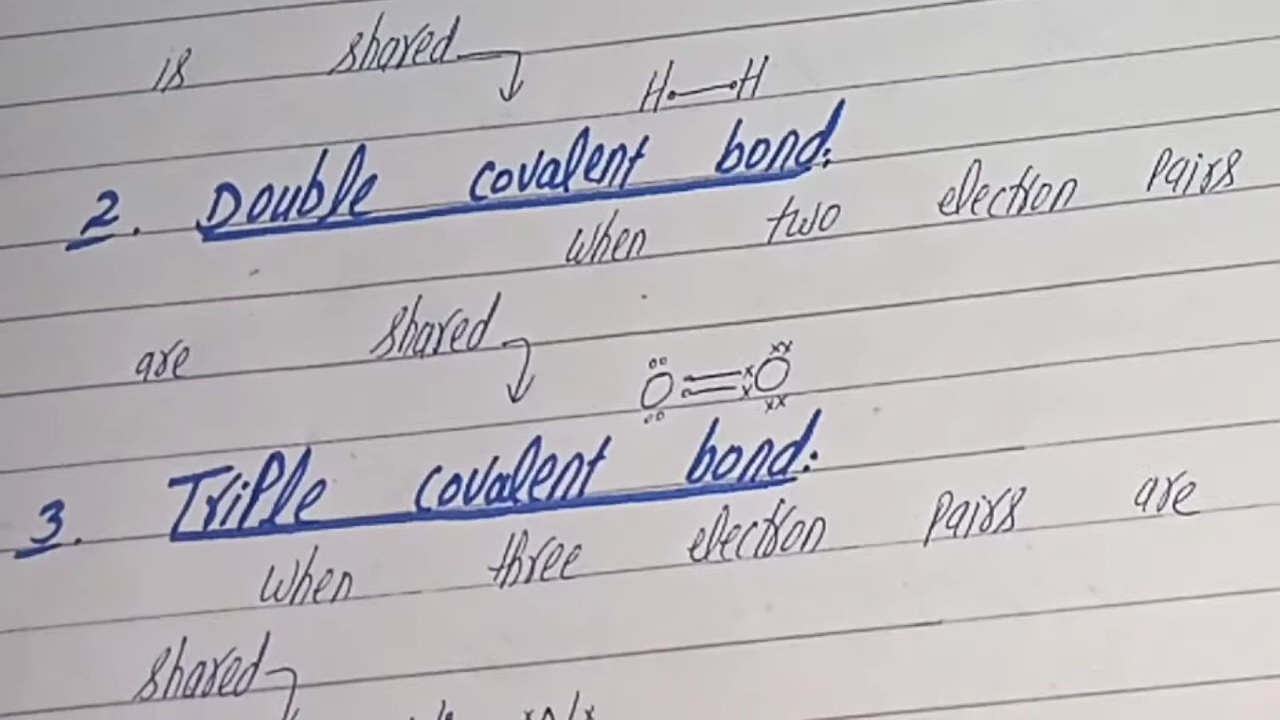 is shared
H—H
2. Double covalent bond:
when two electron pairs
are shared
O=O
3. Triple covalent bond:
when three electron pairs are
shared